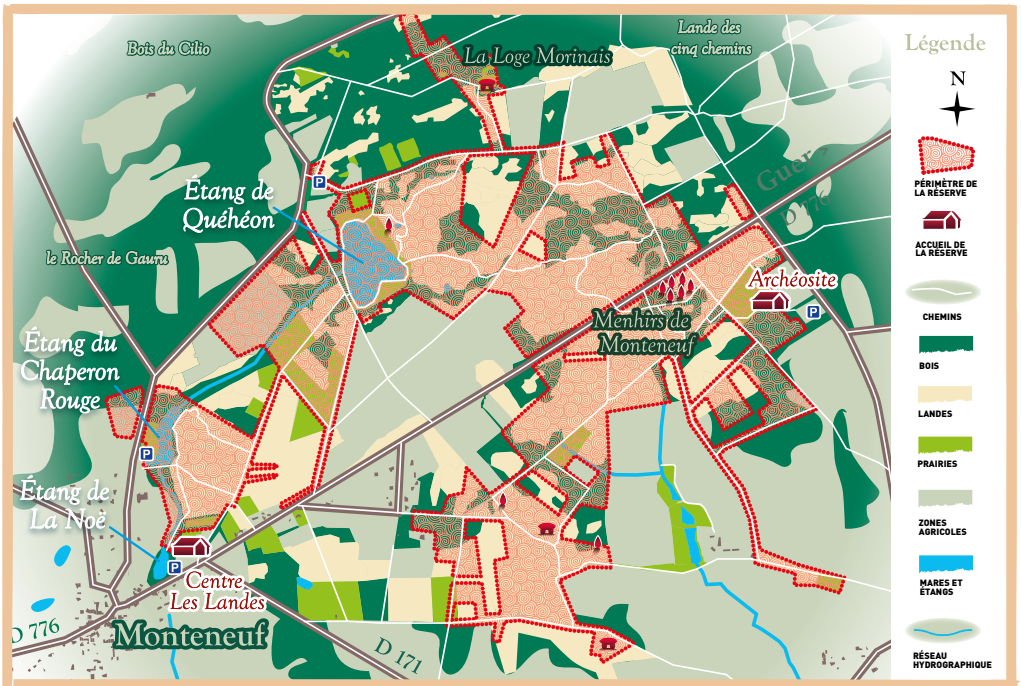 Bois du Cilio
Lande des
cinq chemins
La Loge Morinais
P
Guer
D 776
Étang de
Quéhéon
le Rocher de Gauru
Archéosite
P
Menhirs de
Monteneuf
Étang du
Chaperon
Rouge
P
Étang de
La Noë
P
Centre
Les Landes
Monteneuf
D 776
D 171
Légende
N
PÉRIMÈTRE DE
LA RÉSERVE
ACCUEIL DE
LA RÉSERVE
CHEMINS
BOIS
LANDES
PRAIRIES
ZONES
AGRICOLES
MARES ET
ÉTANGS
RÉSEAU
HYDROGRAPHIQUE